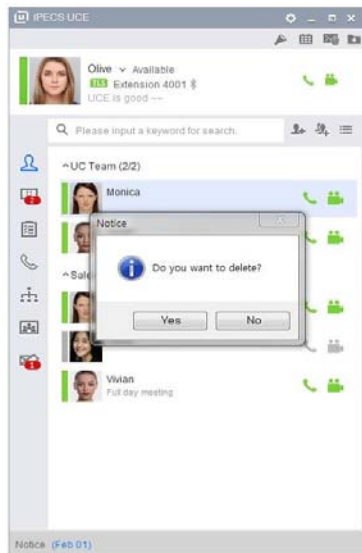 iPECS UCE
Olive Available
TLS Extension 4001
UCE is good ~~
Please input a keyword for search.
UC Team (2/2)
Monica
Notice
Do you want to delete?
Yes No
Vivian
Full day meeting
Notice (Feb 01)